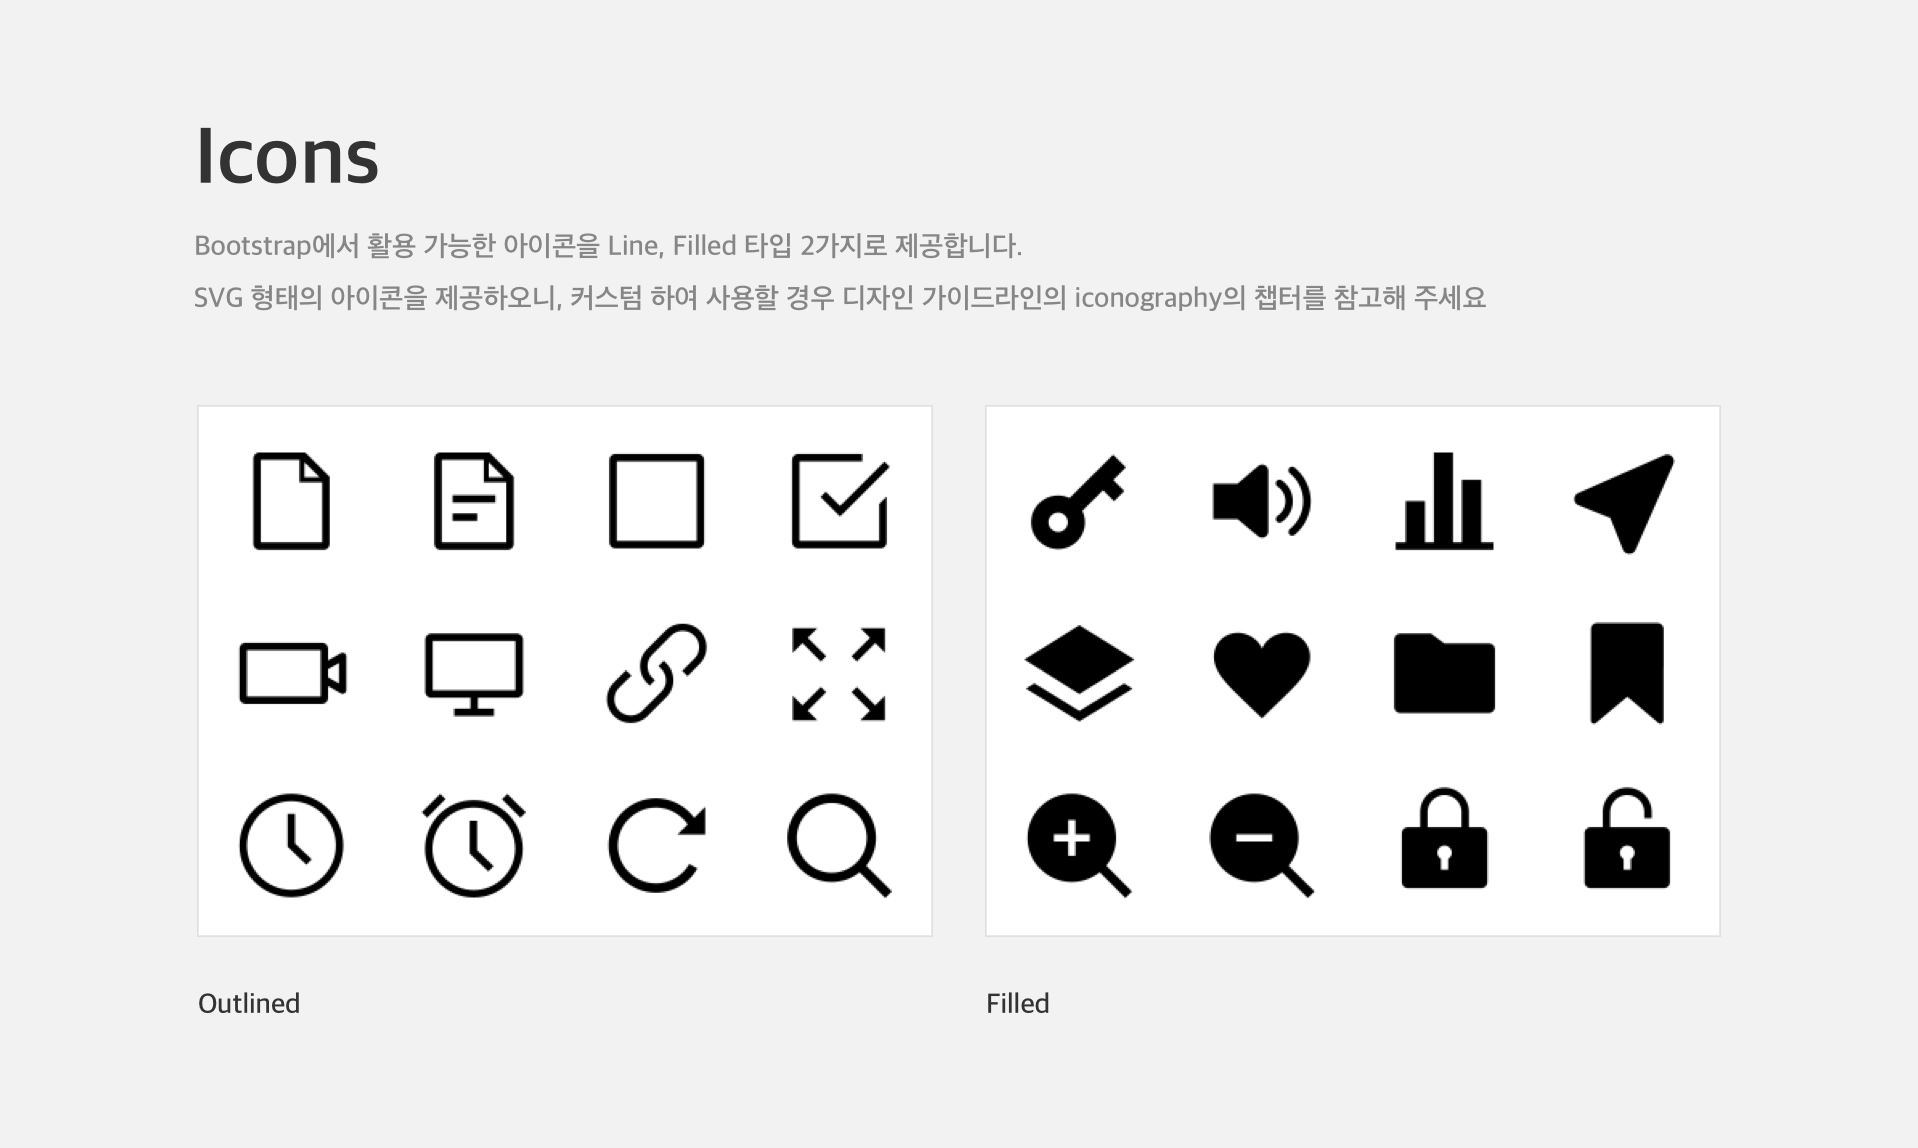 Icons
Bootstrap에서 활용 가능한 아이콘을 Line, Filled 타입 2가지로 제공합니다.
SVG 형태의 아이콘을 제공하오니, 커스텀 하여 사용할 경우 디자인 가이드라인의 iconography의 챕터를 참고해 주세요
Outlined
Filled